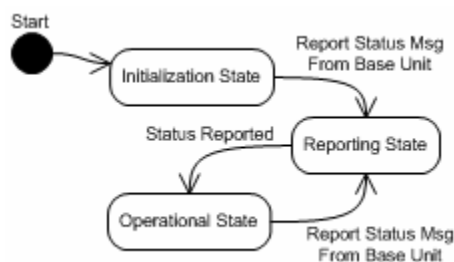 Start
Initialization State
Report Status Msg
From Base Unit
Status Reported
Reporting State
Operational State
Report Status Msg
From Base Unit